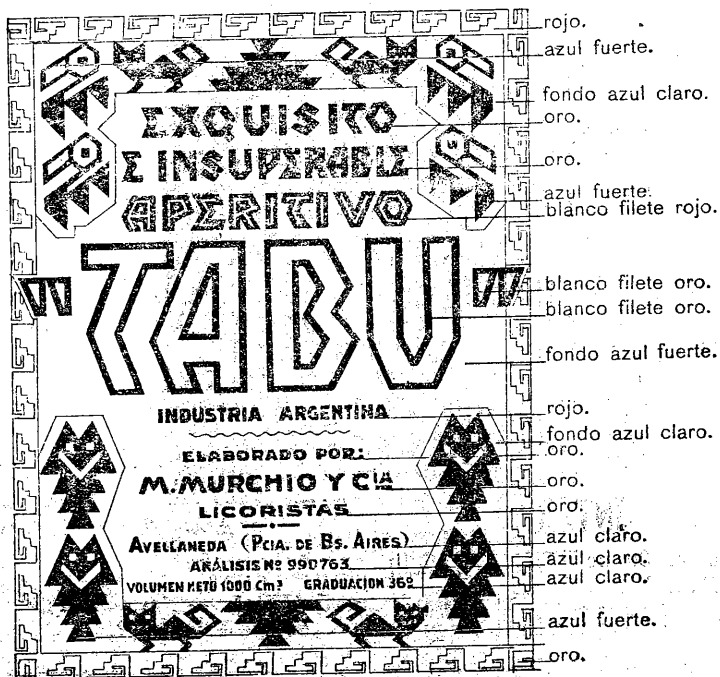 rojo.
azul fuerte.
fondo azul claro.
EXQUISITO oro.
E INSUPERABLE oro.
azul fuerte.
APERITIVO blanco filete rojo.
"TABU"
blanco filete oro.
blanco filete oro.
fondo azul fuerte.
INDUSTRIA ARGENTINA rojo.
fondo azul claro.
ELABORADO POR: oro.
M. MURCHIO Y CIA oro.
LICORISTAS oro.
AVELLANEDA (PCIA. DE BS. AIRES) azul claro.
ANÁLISIS Nº 990763 azul claro.
VOLUMEN NETO 1000 Cm³ GRADUACION 36º azul claro.
azul fuerte.
oro.